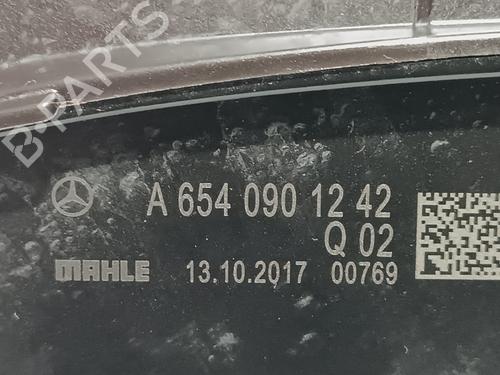 B-PARTS
A 654 090 12 42
Q 02
MAHLE 13.10.2017 00769